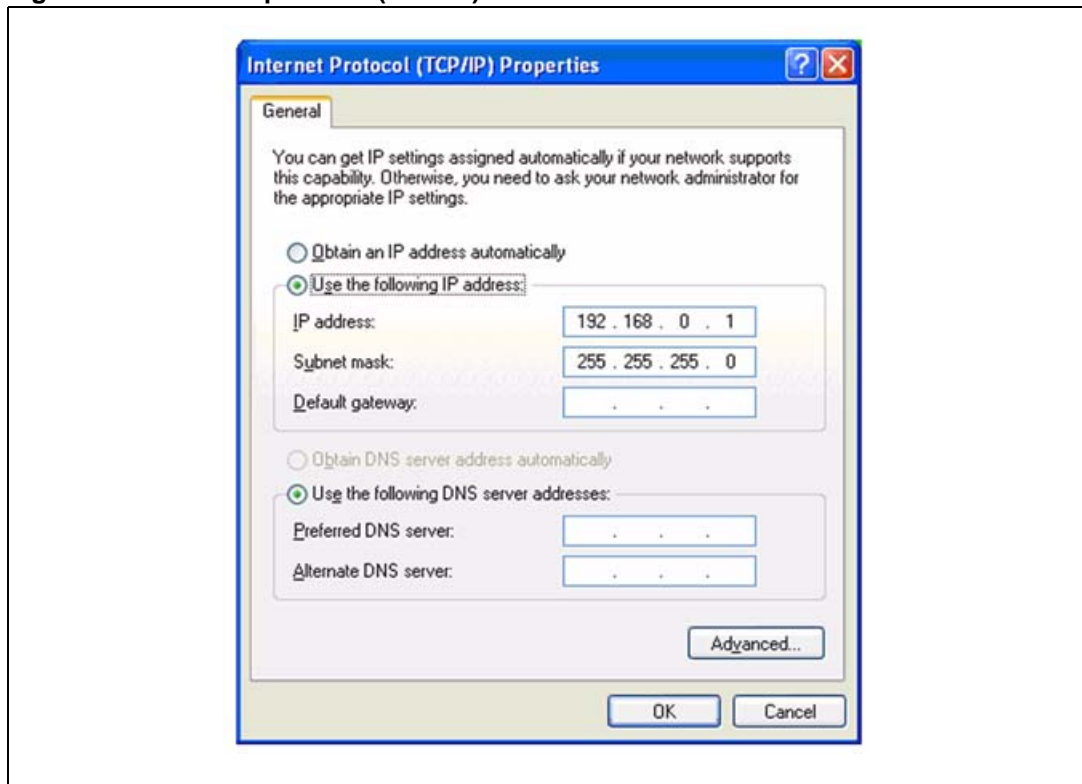 Internet Protocol (TCP/IP) Properties
General
You can get IP settings assigned automatically if your network supports
this capability. Otherwise, you need to ask your network administrator for
the appropriate IP settings.
Obtain an IP address automatically
Use the following IP address:
IP address: 192 . 168 . 0 . 1
Subnet mask: 255 . 255 . 255 . 0
Default gateway: . . .
Obtain DNS server address automatically
Use the following DNS server addresses:
Preferred DNS server: . . .
Alternate DNS server: . . .
Advanced...
OK Cancel